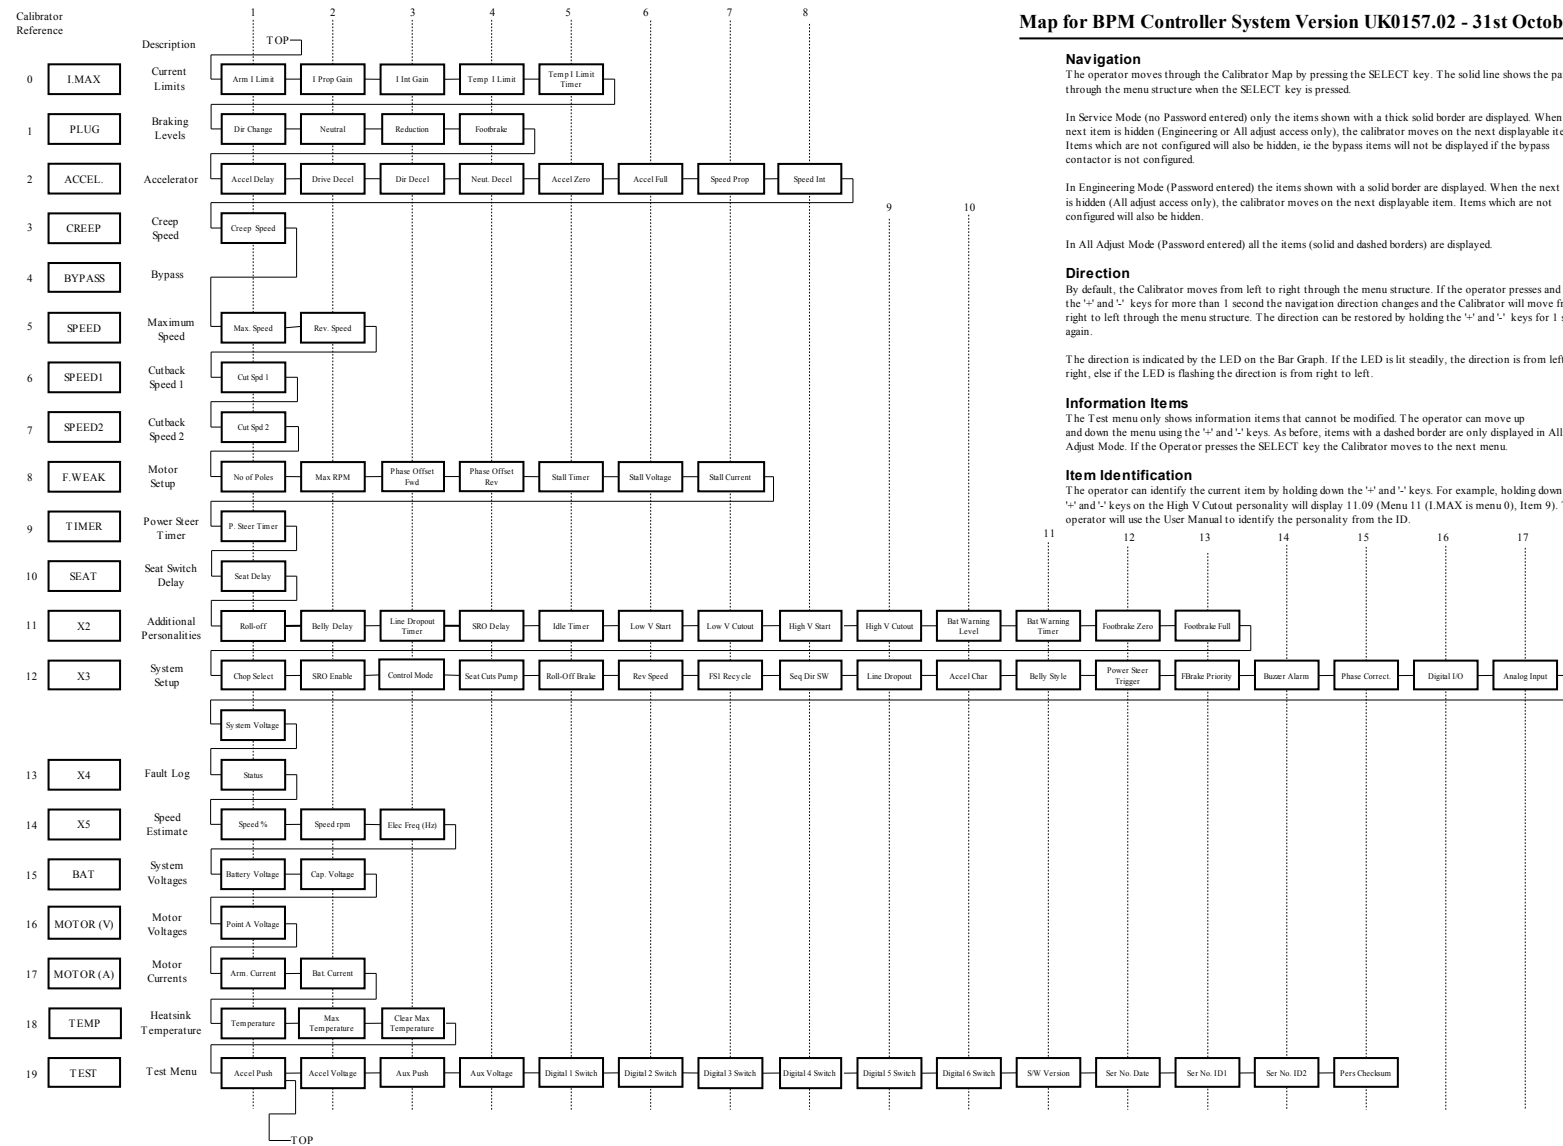 Calibrator
Reference
Description
TOP
1 2 3 4 5 6 7 8
Map for BPM Controller System Version UK0157.02 - 31st Octob
Navigation
The operator moves through the Calibrator Map by pressing the SELECT key. The solid line shows the pa
through the menu structure when the SELECT key is pressed.
In Service Mode (no Password entered) only the items shown with a thick solid border are displayed. When
next item is hidden (Engineering or All adjust access only), the calibrator moves on the next displayable ite
Items which are not configured will also be hidden, ie the bypass items will not be displayed if the bypass
contactor is not configured.
In Engineering Mode (Password entered) the items shown with a solid border are displayed. When the next
is hidden (All adjust access only), the calibrator moves on the next displayable item. Items which are not
configured will also be hidden.
In All Adjust Mode (Password entered) all the items (solid and dashed borders) are displayed.
Direction
By default, the Calibrator moves from left to right through the menu structure. If the operator presses and
the '+' and '-' keys for more than 1 second the navigation direction changes and the Calibrator will move fr
right to left through the menu structure. The direction can be restored by holding the '+' and '-' keys for 1 s
again.
The direction is indicated by the LED on the Bar Graph. If the LED is lit steadily, the direction is from left
right, else if the LED is flashing the direction is from right to left.
Information Items
The Test menu only shows information items that cannot be modified. The operator can move up
and down the menu using the '+' and '-' keys. As before, items with a dashed border are only displayed in All
Adjust Mode. If the Operator presses the SELECT key the Calibrator moves to the next menu.
Item Identification
The operator can identify the current item by holding down the '+' and '-' keys. For example, holding down
'+' and '-' keys on the High V Cutout personality will display 11.09 (Menu 11 (I.MAX is menu 0), Item 9). T
operator will use the User Manual to identify the personality from the ID.
0 I.MAX Current Limits Arm I Limit I Prop Gain I Int Gain Temp I Limit Temp I Limit Timer
1 PLUG Braking Levels Dir Change Neutral Reduction Footbrake
2 ACCEL. Accelerator Accel Delay Drive Decel Dir Decel Neut. Decel Accel Zero Accel Full Speed Prop Speed Int
9 10
3 CREEP Creep Speed Creep Speed
4 BYPASS Bypass
5 SPEED Maximum Speed Max. Speed Rev. Speed
6 SPEED1 Cutback Speed 1 Cut Spd 1
7 SPEED2 Cutback Speed 2 Cut Spd 2
8 F.WEAK Motor Setup No of Poles Max RPM Phase Offset Fwd Phase Offset Rev Stall Timer Stall Voltage Stall Current
9 TIMER Power Steer Timer P. Steer Timer
11 12 13 14 15 16 17
10 SEAT Seat Switch Delay Seat Delay
11 X2 Additional Personalities Roll-off Belly Delay Line Dropout Timer SRO Delay Idle Timer Low V Start Low V Cutout High V Start High V Cutout Bat Warning Level Bat Warning Timer Footbrake Zero Footbrake Full
12 X3 System Setup Chop Select SRO Enable Control Mode Seat Cuts Pump Roll-Off Brake Rev Speed FS1 Recycle Seq Dir SW Line Dropout Accel Char Belly Style Power Steer Trigger FBrake Priority Buzzer Alarm Phase Correct. Digital I/O Analog Input
System Voltage
13 X4 Fault Log Status
14 X5 Speed Estimate Speed % Speed rpm Elec Freq (Hz)
15 BAT System Voltages Battery Voltage Cap. Voltage
16 MOTOR (V) Motor Voltages Point A Voltage
17 MOTOR (A) Motor Currents Arm. Current Bat. Current
18 TEMP Heatsink Temperature Temperature Max Temperature Clear Max Temperature
19 TEST Test Menu Accel Push Accel Voltage Aux Push Aux Voltage Digital 1 Switch Digital 2 Switch Digital 3 Switch Digital 4 Switch Digital 5 Switch Digital 6 Switch S/W Version Ser No. Date Ser No. ID1 Ser No. ID2 Pers Checksum
TOP